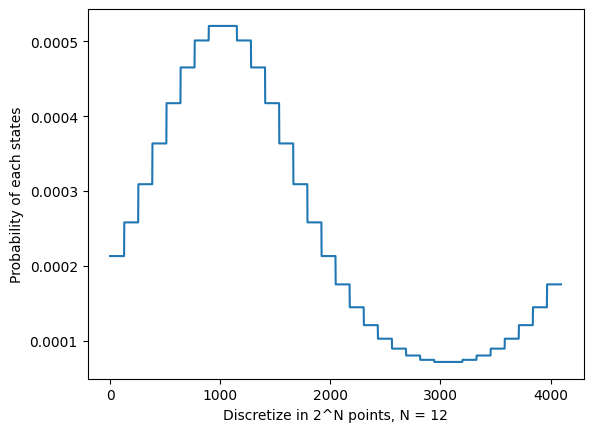 0.0005
0.0004
0.0003
0.0002
0.0001
Probability of each states
0 1000 2000 3000 4000
Discretize in 2^N points, N = 12